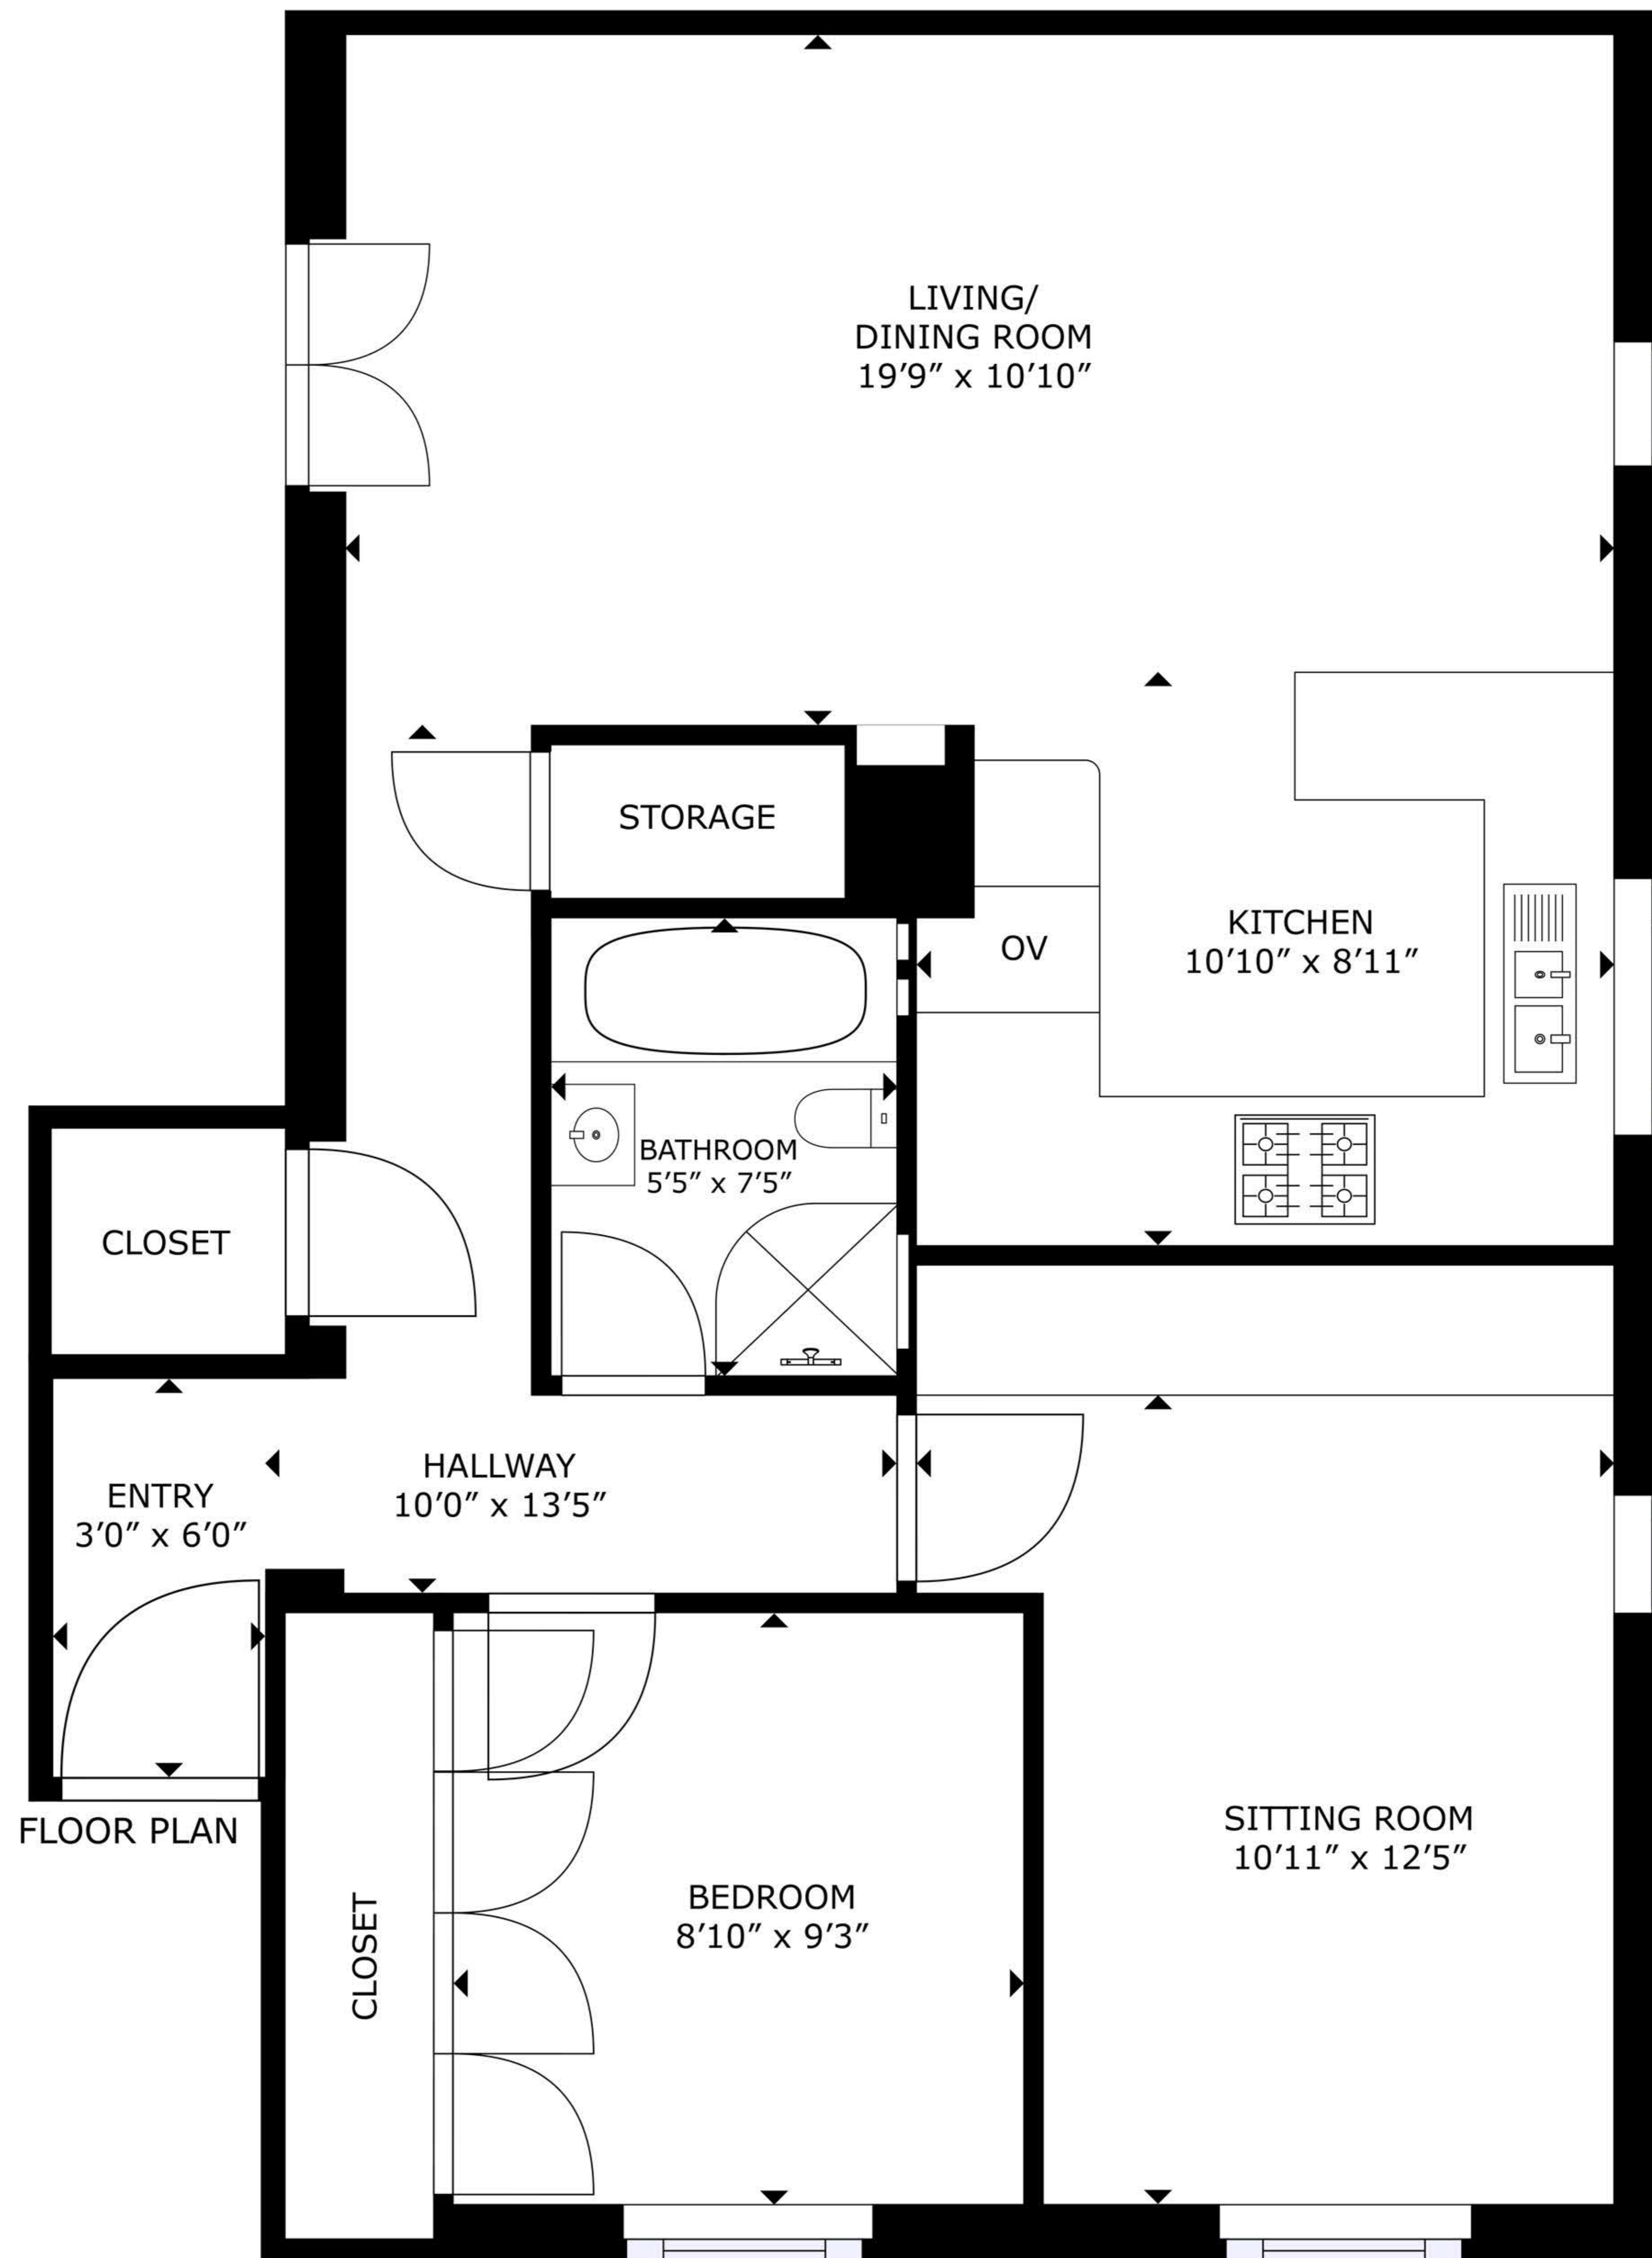 LIVING/
DINING ROOM
19'9" x 10'10"
STORAGE
KITCHEN
10'10" x 8'11"
OV
BATHROOM
5'5" x 7'5"
CLOSET
HALLWAY
10'0" x 13'5"
ENTRY
3'0" x 6'0"
FLOOR PLAN
SITTING ROOM
10'11" x 12'5"
BEDROOM
8'10" x 9'3"
CLOSET